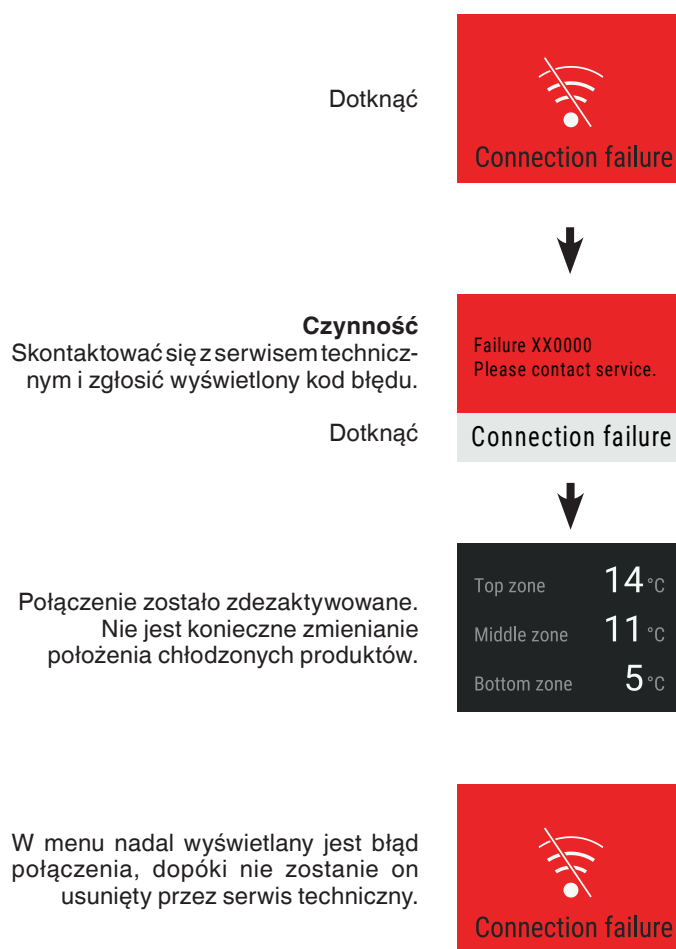 Dotknąć
Connection failure
Czynność
Skontaktować się z serwisem technicz-
nym i zgłosić wyświetlony kod błędu.
Failure XX0000
Please contact service.
Dotknąć
Connection failure
Połączenie zostało zdezaktywowane.
Nie jest konieczne zmienianie
położenia chłodzonych produktów.
Top zone 14 °C
Middle zone 11 °C
Bottom zone 5 °C
W menu nadal wyświetlany jest błąd
połączenia, dopóki nie zostanie on
usunięty przez serwis techniczny.
Connection failure